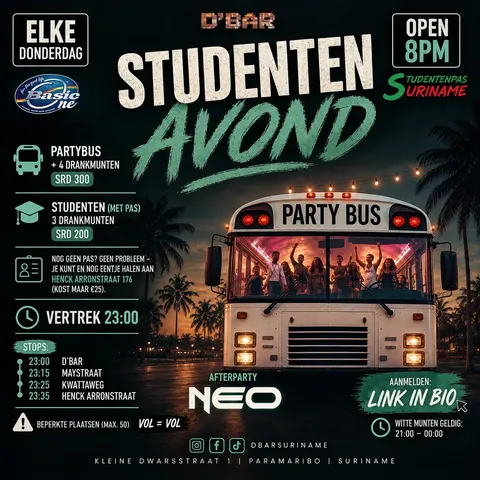 ELKE
DONDERDAG
D'BAR
OPEN
8PM
STUDENTEN
AVOND
STUDENTENPAS
SURINAME
Basic
One
PARTYBUS
+ 4 DRANKMUNTEN
SRD 300
STUDENTEN (MET PAS)
3 DRANKMUNTEN
SRD 200
NOG GEEN PAS? GEEN PROBLEEM -
JE KUNT EN NOG EENTJE HALEN AAN
HENCK ARRONSTRAAT 176
(KOST MAAR €25).
VERTREK 23:00
STOPS:
23:00 D'BAR
23:15 MAYSTRAAT
23:25 KWATTAWEG
23:35 HENCK ARRONSTRAAT
BEPERKTE PLAATSEN (MAX. 50) VOL = VOL
PARTY BUS
AFTERPARTY
NEO
AANMELDEN:
LINK IN BIO
WITTE MUNTEN GELDIG:
21:00 – 00:00
DBARSURINAME
KLEINE DWARSSTRAAT 1 | PARAMARIBO | SURINAME